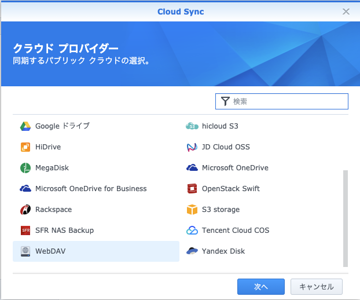 Cloud Sync
クラウド プロバイダー
同期するパブリック クラウドの選択。
検索
Google ドライブ
hicloud S3
HiDrive
JD Cloud OSS
MegaDisk
Microsoft OneDrive
Microsoft OneDrive for Business
OpenStack Swift
Rackspace
S3 storage
SFR NAS Backup
Tencent Cloud COS
WebDAV
Yandex Disk
次へ
キャンセル